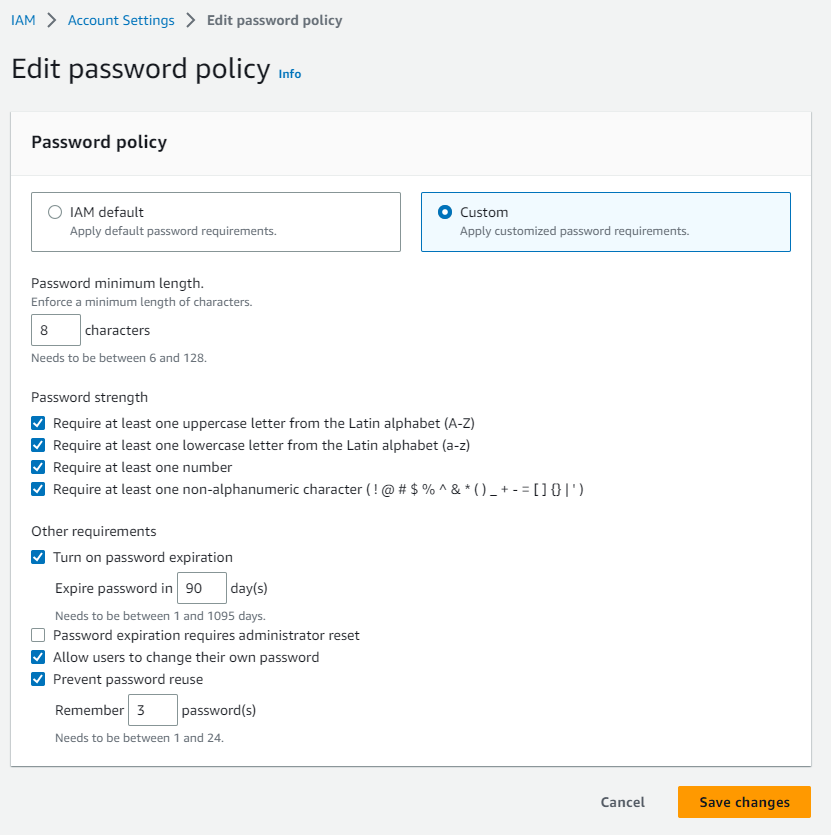 IAM > Account Settings > Edit password policy
Edit password policy Info
Password policy
IAM default
Apply default password requirements.
Custom
Apply customized password requirements.
Password minimum length.
Enforce a minimum length of characters.
8 characters
Needs to be between 6 and 128.
Password strength
Require at least one uppercase letter from the Latin alphabet (A-Z)
Require at least one lowercase letter from the Latin alphabet (a-z)
Require at least one number
Require at least one non-alphanumeric character ( ! @ # $ % ^ & * ( ) _ + - = [ ] {} | ' )
Other requirements
Turn on password expiration
Expire password in 90 day(s)
Needs to be between 1 and 1095 days.
Password expiration requires administrator reset
Allow users to change their own password
Prevent password reuse
Remember 3 password(s)
Needs to be between 1 and 24.
Cancel Save changes